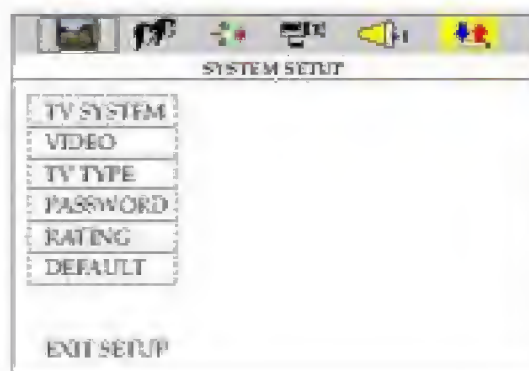 SYSTEM SETUP
TV SYSTEM
VIDEO
TV TYPE
PASSWORD
RATING
DEFAULT
EXIT SETUP